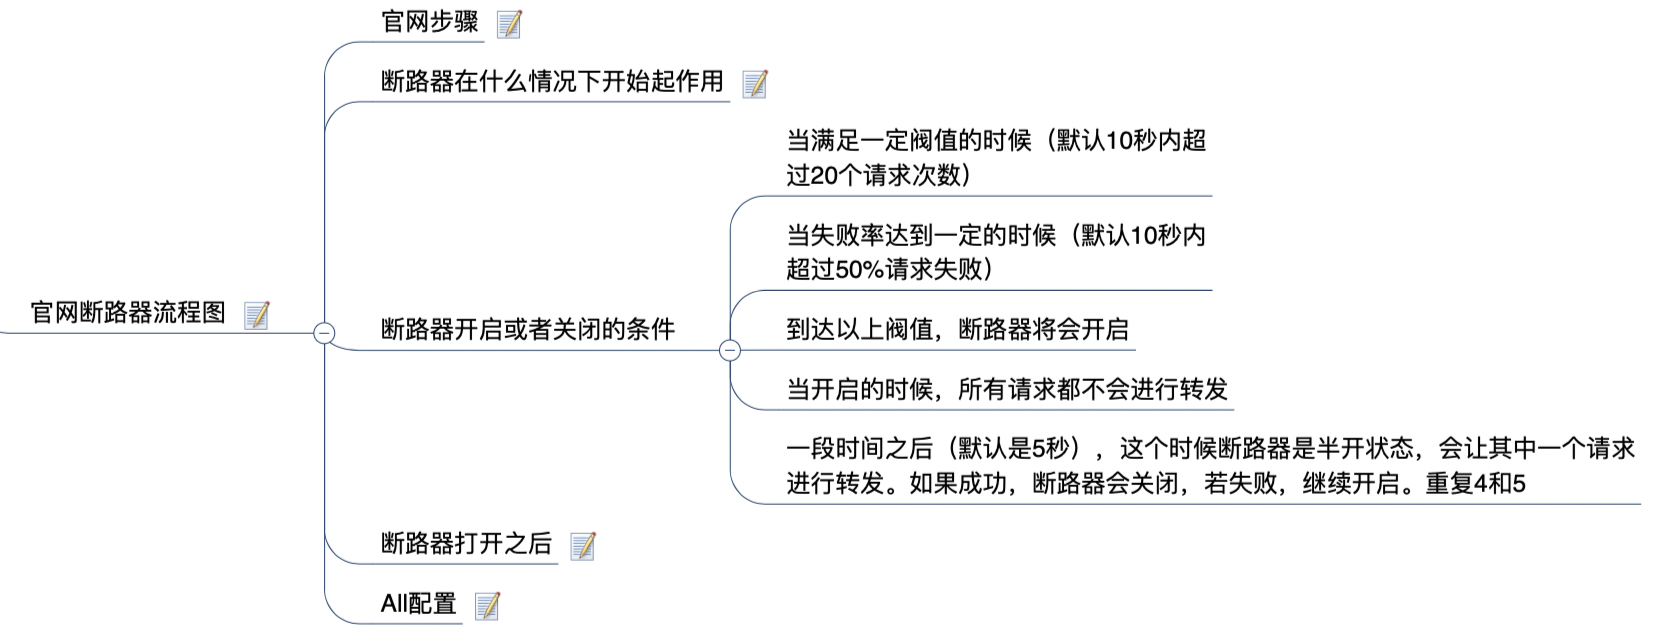 官网步骤
断路器在什么情况下开始起作用
当满足一定阀值的时候（默认10秒内超
过20个请求次数）
当失败率达到一定的时候（默认10秒内
超过50%请求失败）
官网断路器流程图
断路器开启或者关闭的条件
到达以上阀值，断路器将会开启
当开启的时候，所有请求都不会进行转发
一段时间之后（默认是5秒），这个时候断路器是半开状态，会让其中一个请求
进行转发。如果成功，断路器会关闭，若失败，继续开启。重复4和5
断路器打开之后
All配置